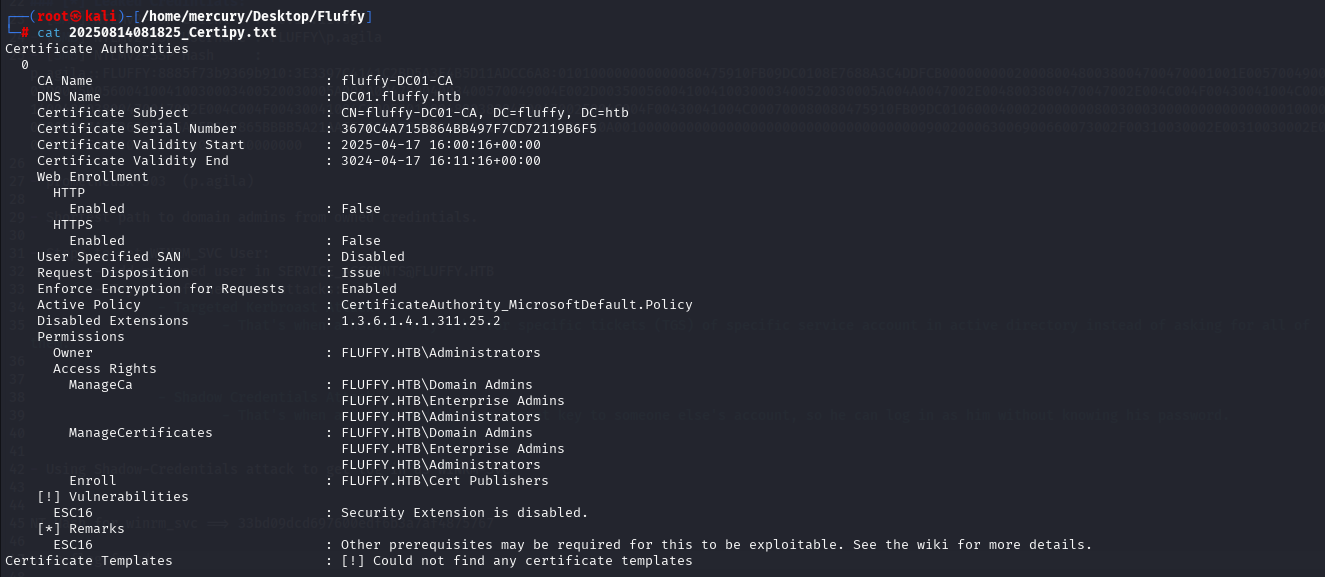 ┌──(root㉿kali)-[/home/mercury/Desktop/Fluffy]
└─# cat 20250814081825_Certipy.txt
Certificate Authorities
  0
    CA Name                             : fluffy-DC01-CA
    DNS Name                            : DC01.fluffy.htb
    Certificate Subject                 : CN=fluffy-DC01-CA, DC=fluffy, DC=htb
    Certificate Serial Number           : 3670C4A715B864BB497F7CD72119B6F5
    Certificate Validity Start          : 2025-04-17 16:00:16+00:00
    Certificate Validity End            : 3024-04-17 16:11:16+00:00
    Web Enrollment
      HTTP
        Enabled                         : False
      HTTPS
        Enabled                         : False
    User Specified SAN                  : Disabled
    Request Disposition                 : Issue
    Enforce Encryption for Requests     : Enabled
    Active Policy                       : CertificateAuthority_MicrosoftDefault.Policy
    Disabled Extensions                 : 1.3.6.1.4.1.311.25.2
    Permissions
      Owner                             : FLUFFY.HTB\Administrators
      Access Rights
        ManageCa                        : FLUFFY.HTB\Domain Admins
                                          FLUFFY.HTB\Enterprise Admins
                                          FLUFFY.HTB\Administrators
        ManageCertificates              : FLUFFY.HTB\Domain Admins
                                          FLUFFY.HTB\Enterprise Admins
                                          FLUFFY.HTB\Administrators
        Enroll                          : FLUFFY.HTB\Cert Publishers
    [!] Vulnerabilities
      ESC16                             : Security Extension is disabled.
    [*] Remarks
      ESC16                             : Other prerequisites may be required for this to be exploitable. See the wiki for more details.
Certificate Templates                   : [!] Could not find any certificate templates